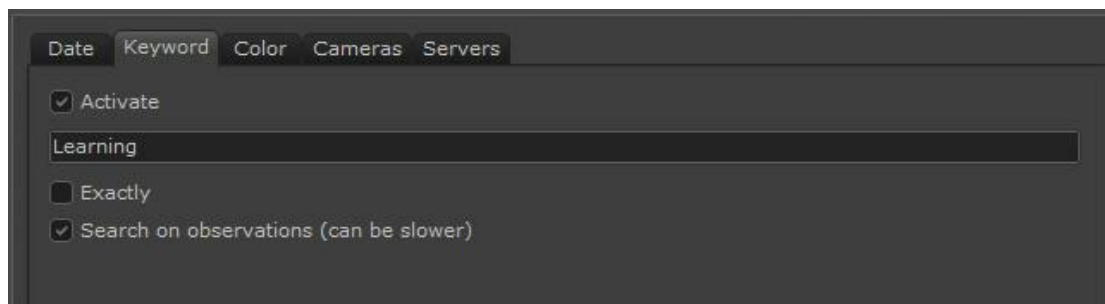 Date Keyword Color Cameras Servers
Activate
Learning
Exactly
Search on observations (can be slower)